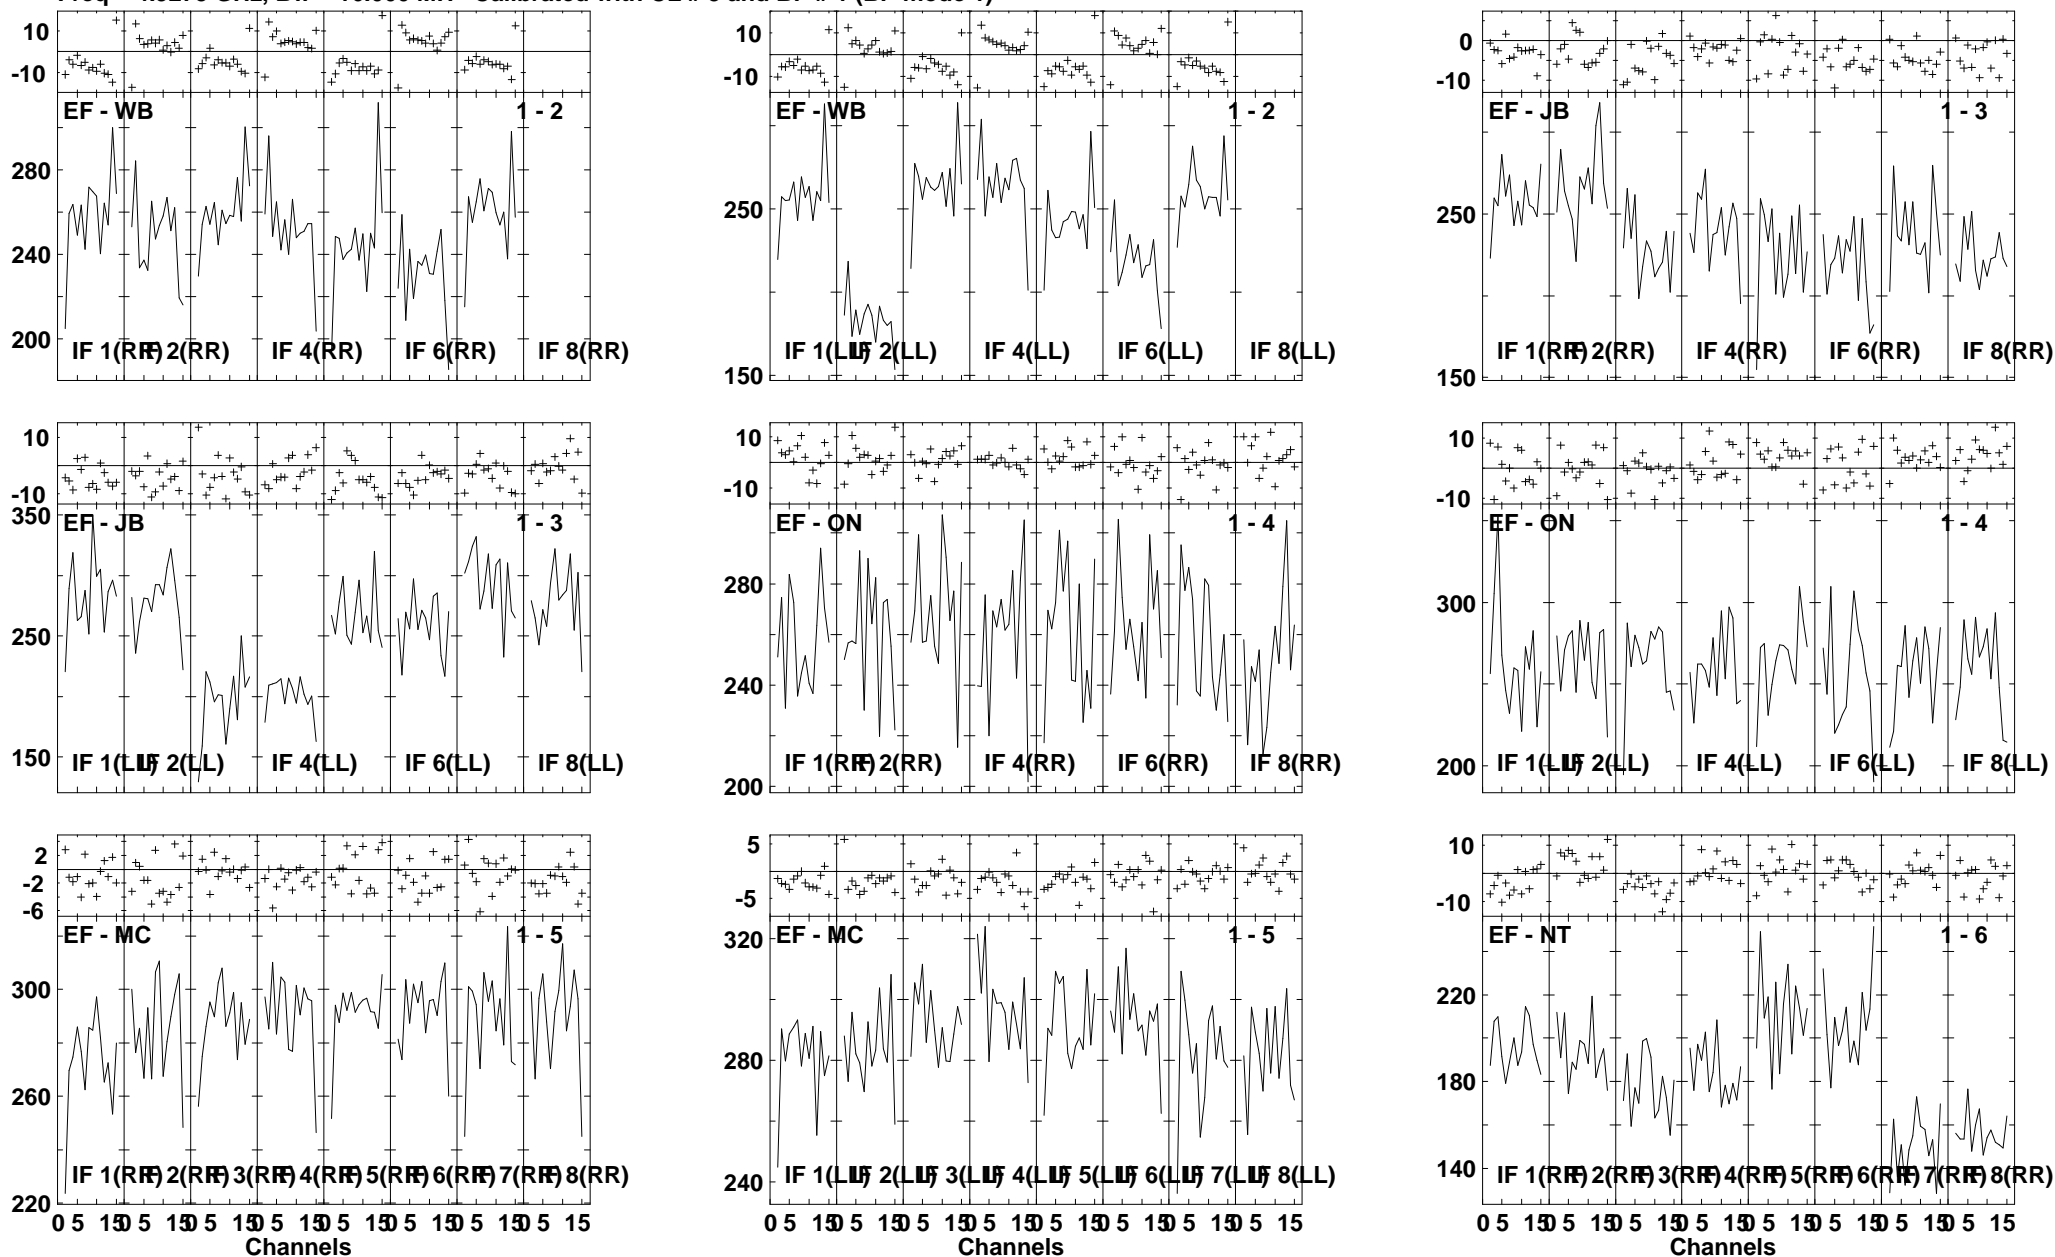 10
-10
EF - WB 1 - 2
280
240
200
IF 1(RR) IF 2(RR) IF 4(RR) IF 6(RR) IF 8(RR)
10
-10
EF - WB 1 - 2
250
150
IF 1(LL) IF 2(LL) IF 4(LL) IF 6(LL) IF 8(LL)
0
-10
EF - JB 1 - 3
250
150
IF 1(RR) IF 2(RR) IF 4(RR) IF 6(RR) IF 8(RR)
10
-10
350
EF - JB 1 - 3
250
150
IF 1(LL) IF 2(LL) IF 4(LL) IF 6(LL) IF 8(LL)
10
-10
EF - ON 1 - 4
280
240
200
IF 1(RR) IF 2(RR) IF 4(RR) IF 6(RR) IF 8(RR)
10
-10
EF - ON 1 - 4
300
200
IF 1(LL) IF 2(LL) IF 4(LL) IF 6(LL) IF 8(LL)
2
-2
-6
EF - MC 1 - 5
300
260
220
IF 1(RR) IF 2(RR) IF 3(RR) IF 4(RR) IF 5(RR) IF 6(RR) IF 7(RR) IF 8(RR)
0 5 15 0 5 15 0 5 15 0 5 15 0 5 15 0 5 15 0 5 15 0 5 15
Channels
5
-5
EF - MC 1 - 5
320
280
240
IF 1(LL) IF 2(LL) IF 3(LL) IF 4(LL) IF 5(LL) IF 6(LL) IF 7(LL) IF 8(LL)
0 5 15 0 5 15 0 5 15 0 5 15 0 5 15 0 5 15 0 5 15 0 5 15
Channels
10
-10
EF - NT 1 - 6
220
180
140
IF 1(RR) IF 2(RR) IF 3(RR) IF 4(RR) IF 5(RR) IF 6(RR) IF 7(RR) IF 8(RR)
0 5 15 0 5 15 0 5 15 0 5 15 0 5 15 0 5 15 0 5 15 0 5 15
Channels